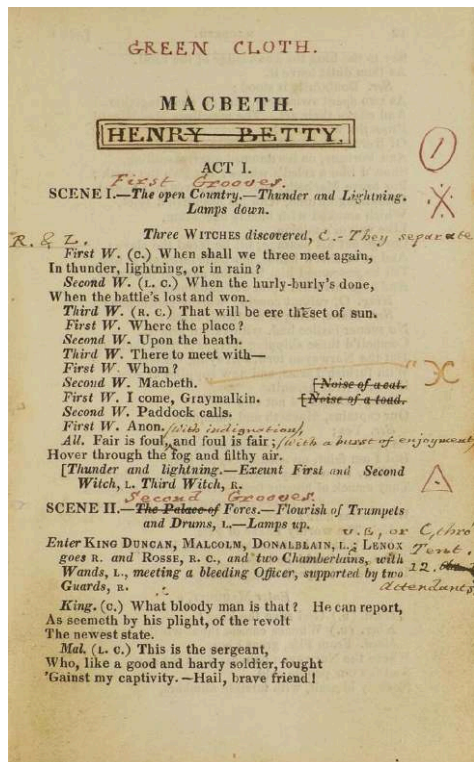 GREEN CLOTH.
MACBETH.
HENRY BETTY.
1
ACT I.
First Grooves.
SCENE I.—The open Country.—Thunder and Lightning.
Lamps down.
R. & L. Three WITCHES discovered, C.- They separate
First W. (C.) When shall we three meet again,
In thunder, lightning, or in rain?
Second W. (L. C.) When the hurly-burly's done,
When the battle's lost and won.
Third W. (R. C.) That will be ere the set of sun.
First W. Where the place?
Second W. Upon the heath.
Third W. There to meet with—
First W. Whom?
Second W. Macbeth. [Noise of a cat.
First W. I come, Graymalkin. [Noise of a toad.
Second W. Paddock calls.
First W. Anon. (With indignation)
All. Fair is foul, and foul is fair; (With a burst of enjoyment)
Hover through the fog and filthy air.
[Thunder and lightning.—Exeunt First and Second
Witch, L. Third Witch, R.
Second Grooves.
SCENE II.—The Palace of Fores.—Flourish of Trumpets
and Drums, L.—Lamps up.
U.E, or C, thro'
Enter KING DUNCAN, MALCOLM, DONALBLAIN, L.; LENOX Tent.
goes R. and ROSSE, R. C., and two Chamberlains, with
Wands, L., meeting a bleeding Officer, supported by two 12.
Guards, R. attendants
King. (C.) What bloody man is that? He can report,
As seemeth by his plight, of the revolt
The newest state.
Mal. (L. C.) This is the sergeant,
Who, like a good and hardy soldier, fought
'Gainst my captivity.—Hail, brave friend!